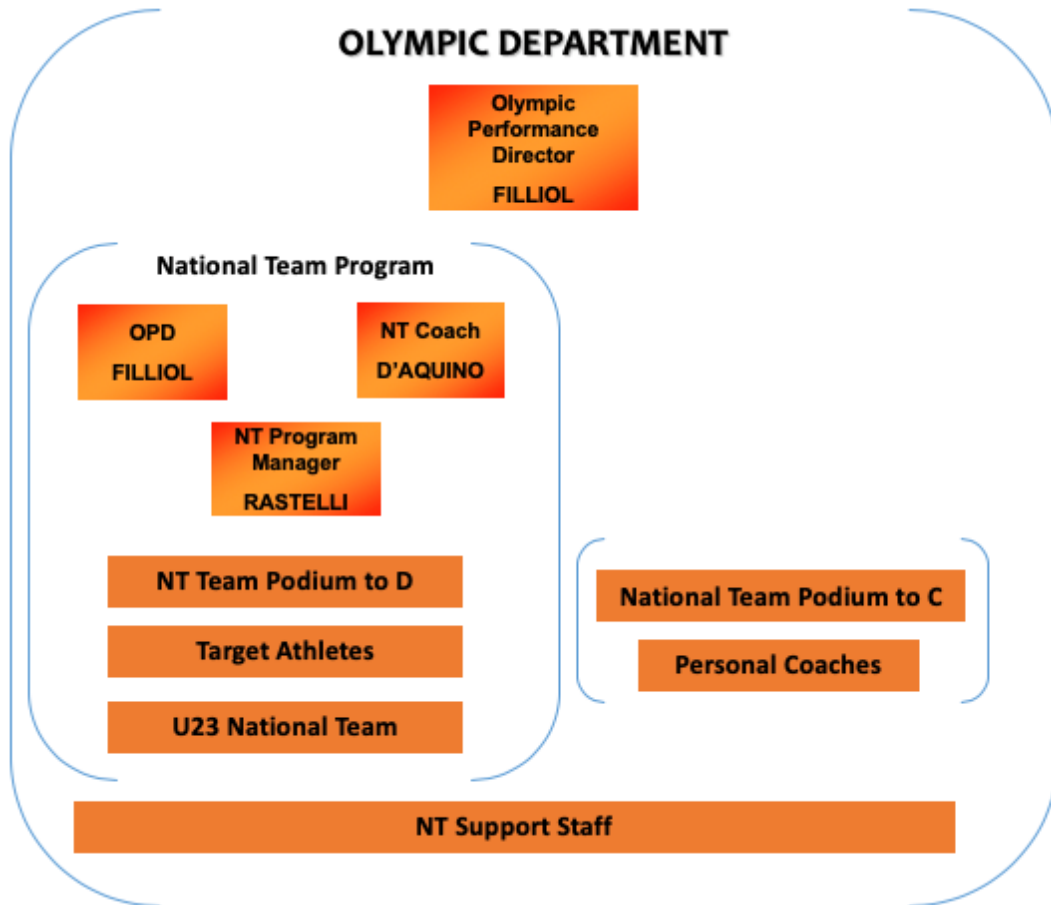 OLYMPIC DEPARTMENT
Olympic
Performance
Director
FILLIOL
National Team Program
OPD
FILLIOL
NT Coach
D'AQUINO
NT Program
Manager
RASTELLI
NT Team Podium to D
Target Athletes
U23 National Team
National Team Podium to C
Personal Coaches
NT Support Staff